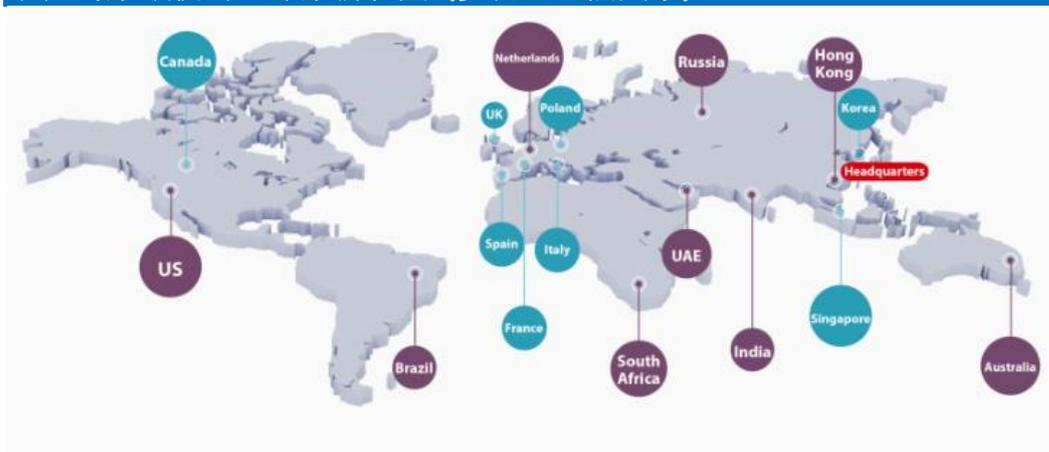 Canada
Netherlands
Russia
Hong
Kong
UK
Poland
Korea
Headquarters
US
Spain
Italy
UAE
France
Singapore
Brazil
South
Africa
India
Australia